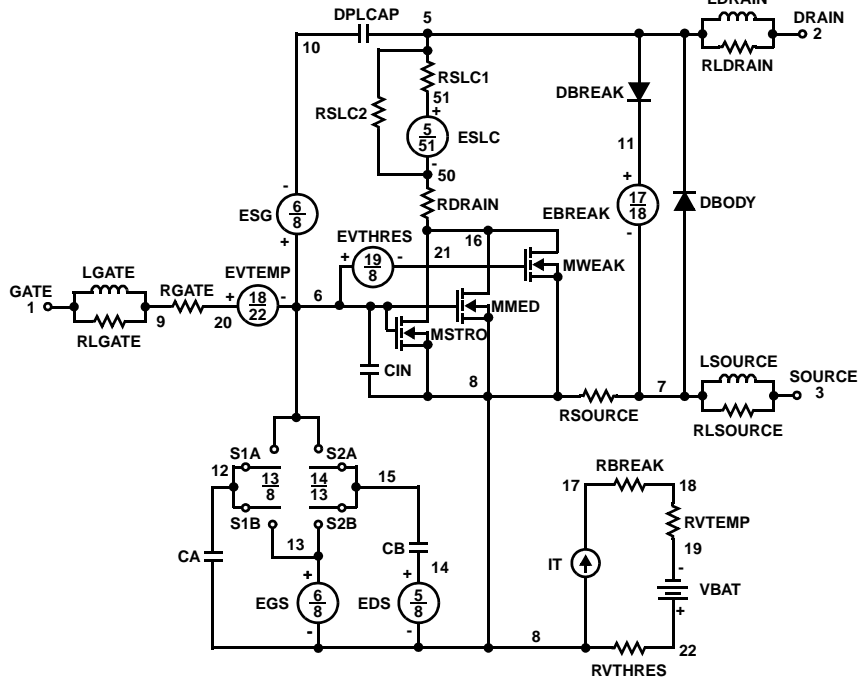 LDRAIN
DPLCAP
5
DRAIN
2
10
RLDRAIN
RSLC1
DBREAK
51
RSLC2
+
5
51
ESLC
11
-
50
-
+
6
8
ESG
RDRAIN
17
18
EBREAK
DBODY
+
EVTHRES
16
-
21
+
19
8
-
MWEAK
LGATE
EVTEMP
GATE
1
RGATE
+
18
22
-
6
MMED
9
20
MSTRO
RLGATE
LSOURCE
CIN
8
7
SOURCE
3
RSOURCE
RLSOURCE
S1A
S2A
12
13
8
14
13
15
RBREAK
17
18
S1B
S2B
RVTEMP
13
CB
19
CA
14
IT
-
+
+
VBAT
EGS
6
8
EDS
5
8
+
-
-
8
22
RVTHRES